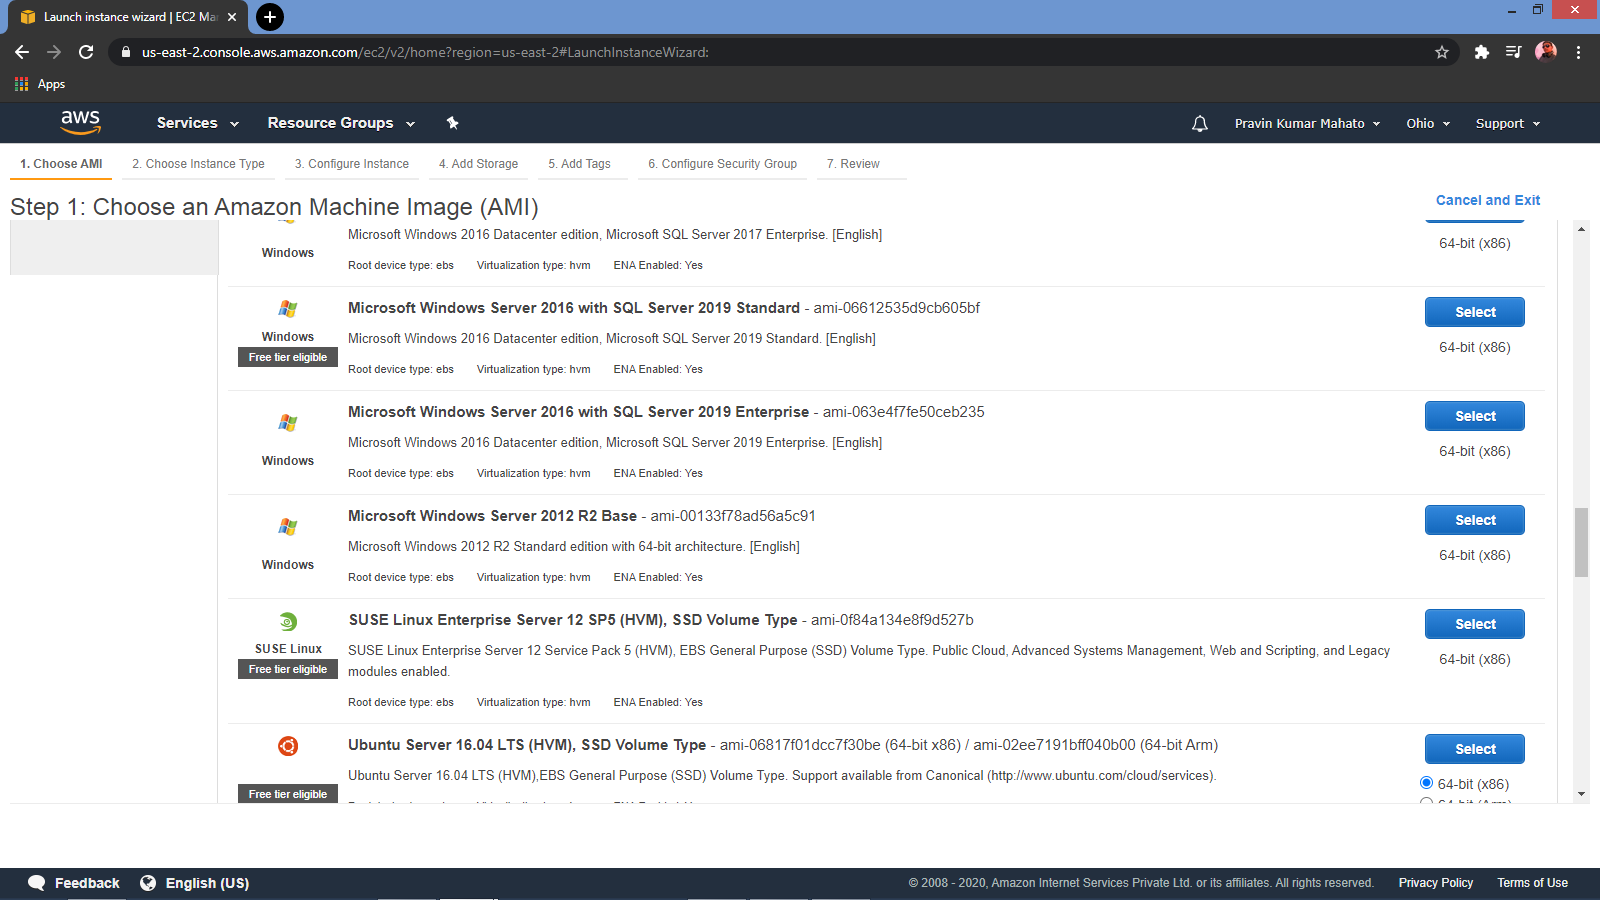 Launch instance wizard | EC2 Ma
us-east-2.console.aws.amazon.com/ec2/v2/home?region=us-east-2#LaunchInstanceWizard:
Apps
aws Services Resource Groups Pravin Kumar Mahato Ohio Support
1. Choose AMI 2. Choose Instance Type 3. Configure Instance 4. Add Storage 5. Add Tags 6. Configure Security Group 7. Review
Step 1: Choose an Amazon Machine Image (AMI) Cancel and Exit
Microsoft Windows 2016 Datacenter edition, Microsoft SQL Server 2017 Enterprise. [English]
64-bit (x86)
Windows
Root device type: ebs Virtualization type: hvm ENA Enabled: Yes
Microsoft Windows Server 2016 with SQL Server 2019 Standard - ami-06612535d9cb605bf
Select
Windows
Microsoft Windows 2016 Datacenter edition, Microsoft SQL Server 2019 Standard. [English]
64-bit (x86)
Free tier eligible
Root device type: ebs Virtualization type: hvm ENA Enabled: Yes
Microsoft Windows Server 2016 with SQL Server 2019 Enterprise - ami-063e4f7fe50ceb235
Select
Microsoft Windows 2016 Datacenter edition, Microsoft SQL Server 2019 Enterprise. [English]
64-bit (x86)
Windows
Root device type: ebs Virtualization type: hvm ENA Enabled: Yes
Microsoft Windows Server 2012 R2 Base - ami-00133f78ad56a5c91
Select
Microsoft Windows 2012 R2 Standard edition with 64-bit architecture. [English]
64-bit (x86)
Windows
Root device type: ebs Virtualization type: hvm ENA Enabled: Yes
SUSE Linux Enterprise Server 12 SP5 (HVM), SSD Volume Type - ami-0f84a134e8f9d527b
Select
SUSE Linux
SUSE Linux Enterprise Server 12 Service Pack 5 (HVM), EBS General Purpose (SSD) Volume Type. Public Cloud, Advanced Systems Management, Web and Scripting, and Legacy
modules enabled.
64-bit (x86)
Free tier eligible
Root device type: ebs Virtualization type: hvm ENA Enabled: Yes
Ubuntu Server 16.04 LTS (HVM), SSD Volume Type - ami-06817f01dcc7f30be (64-bit x86) / ami-02ee7191bff040b00 (64-bit Arm)
Select
Ubuntu Server 16.04 LTS (HVM),EBS General Purpose (SSD) Volume Type. Support available from Canonical (http://www.ubuntu.com/cloud/services).
64-bit (x86)
Free tier eligible
Feedback English (US) © 2008 - 2020, Amazon Internet Services Private Ltd. or its affiliates. All rights reserved. Privacy Policy Terms of Use